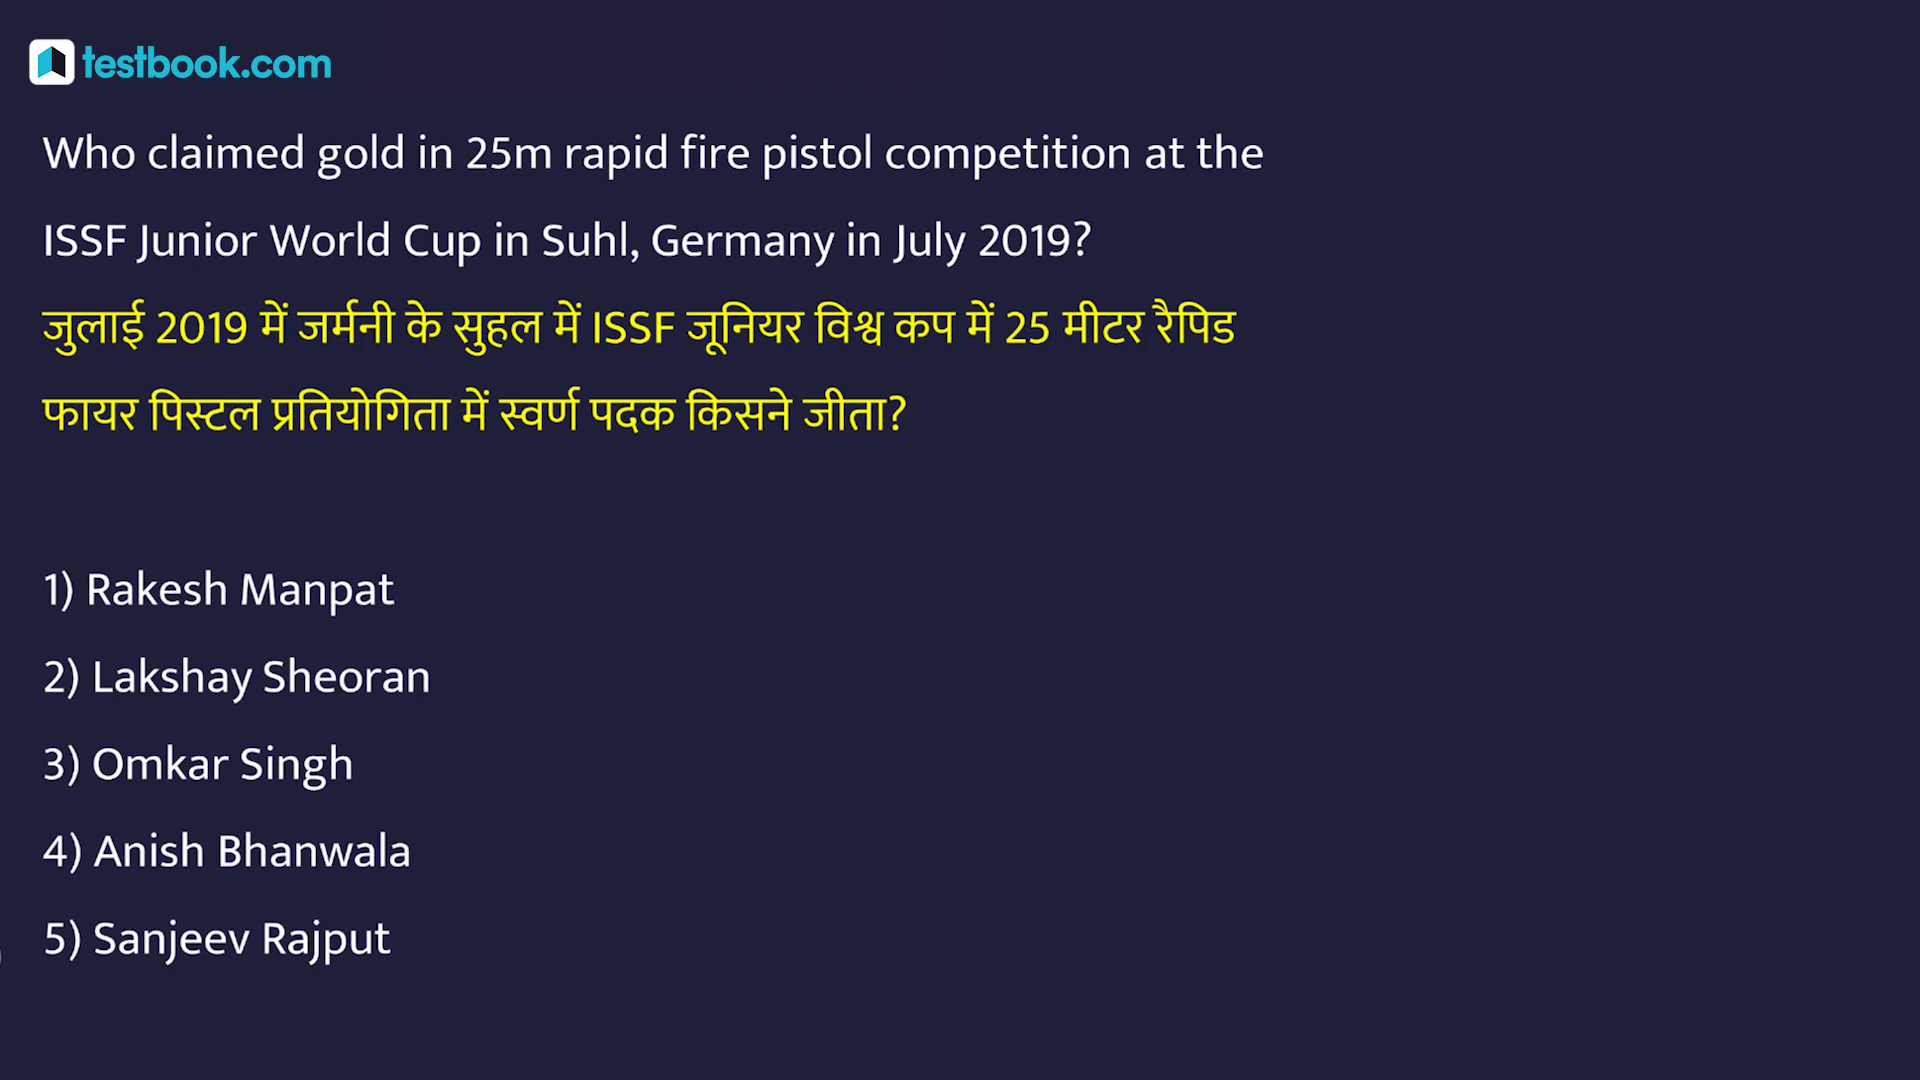 testbook.com
Who claimed gold in 25m rapid fire pistol competition at the
ISSF Junior World Cup in Suhl, Germany in July 2019?
जुलाई 2019 में जर्मनी के सुहल में ISSF जूनियर विश्व कप में 25 मीटर रैपिड
फायर पिस्टल प्रतियोगिता में स्वर्ण पदक किसने जीता?
1) Rakesh Manpat
2) Lakshay Sheoran
3) Omkar Singh
4) Anish Bhanwala
5) Sanjeev Rajput